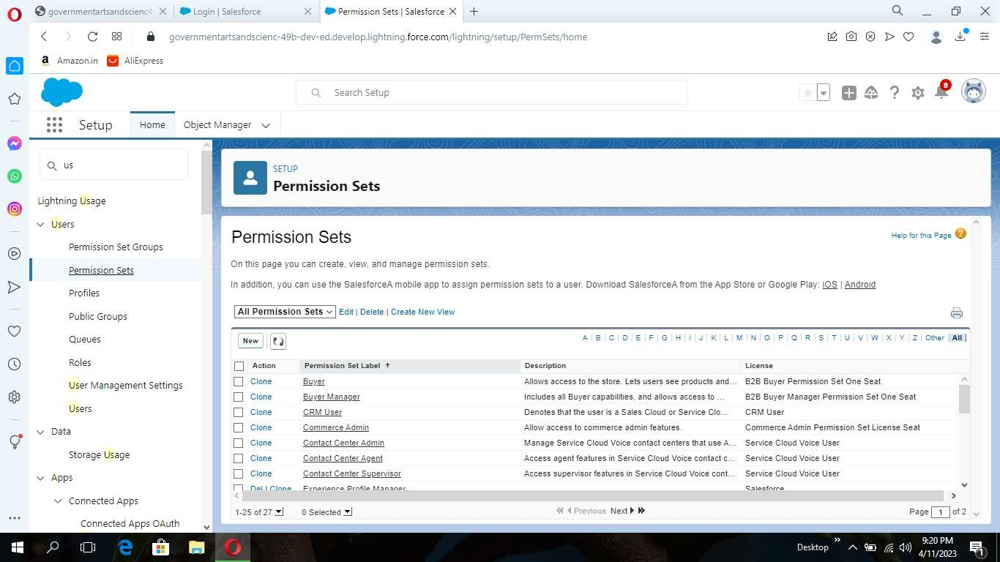 governmentartsandscienc4
Login | Salesforce
Permission Sets | Salesforce
governmentartsandscienc-49b-dev-ed.develop.lightning.force.com/lightning/setup/PermSets/home
Amazon.in
AliExpress
Search Setup
8
Setup
Home
Object Manager
us
Lightning Usage
Users
Permission Set Groups
Permission Sets
Profiles
Public Groups
Queues
Roles
User Management Settings
Users
Data
Storage Usage
Apps
Connected Apps
Connected Apps OAuth
SETUP
Permission Sets
Permission Sets
Help for this Page
On this page you can create, view, and manage permission sets.
In addition, you can use the SalesforceA mobile app to assign permission sets to a user. Download SalesforceA from the App Store or Google Play: iOS | Android
All Permission Sets Edit | Delete | Create New View
New
A | B | C | D | E | F | G | H | I | J | K | L | M | N | O | P | Q | R | S | T | U | V | W | X | Y | Z | Other | All
Action Permission Set Label Description License
Clone Buyer Allows access to the store. Lets users see products and... B2B Buyer Permission Set One Seat
Clone Buyer Manager Includes all Buyer capabilities, and allows access to ... B2B Buyer Manager Permission Set One Seat
Clone CRM User Denotes that the user is a Sales Cloud or Service Clo... CRM User
Clone Commerce Admin Allow access to commerce admin features. Commerce Admin Permission Set License Seat
Clone Contact Center Admin Manage Service Cloud Voice contact centers that use A... Service Cloud Voice User
Clone Contact Center Agent Access agent features in Service Cloud Voice contact c... Service Cloud Voice User
Clone Contact Center Supervisor Access supervisor features in Service Cloud Voice cont... Service Cloud Voice User
Del | Clone Experience Profile Manager Salesforce
1-25 of 27 0 Selected Previous Next Page 1 of 2
Desktop
9:20 PM
4/11/2023
1